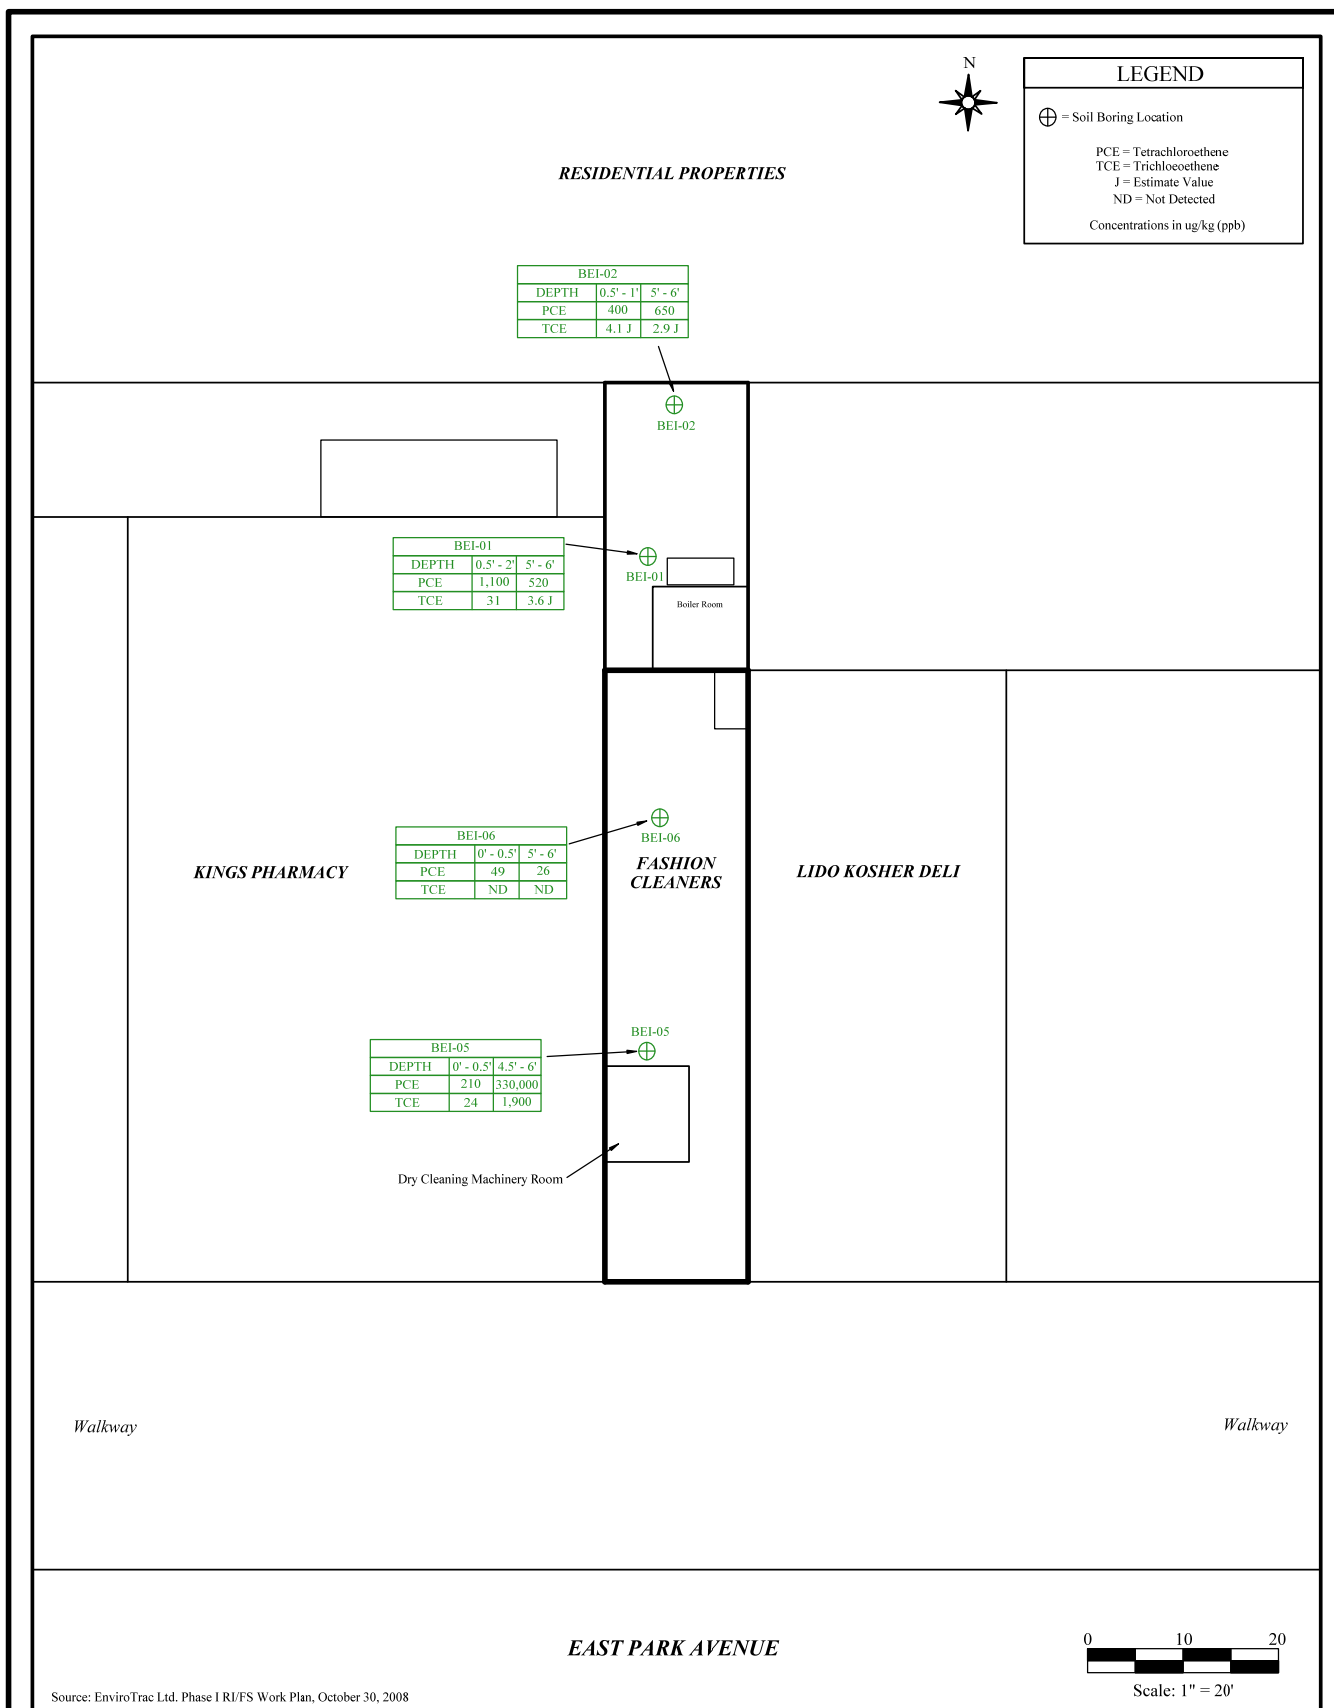 N
LEGEND
= Soil Boring Location
PCE = Tetrachloroethene
TCE = Trichloeoethene
J = Estimate Value
ND = Not Detected
Concentrations in ug/kg (ppb)
RESIDENTIAL PROPERTIES
BEI-02
DEPTH 0.5' - 1' 5' - 6'
PCE 400 650
TCE 4.1 J 2.9 J
BEI-02
BEI-01
DEPTH 0.5' - 2' 5' - 6'
PCE 1,100 520
TCE 31 3.6 J
BEI-01
Boiler Room
BEI-06
DEPTH 0' - 0.5' 5' - 6'
PCE 49 26
TCE ND ND
BEI-06
KINGS PHARMACY
FASHION
CLEANERS
LIDO KOSHER DELI
BEI-05
DEPTH 0' - 0.5' 4.5' - 6'
PCE 210 330,000
TCE 24 1,900
BEI-05
Dry Cleaning Machinery Room
Walkway
Walkway
EAST PARK AVENUE
0 10 20
Scale: 1" = 20'
Source: EnviroTrac Ltd. Phase I RI/FS Work Plan, October 30, 2008